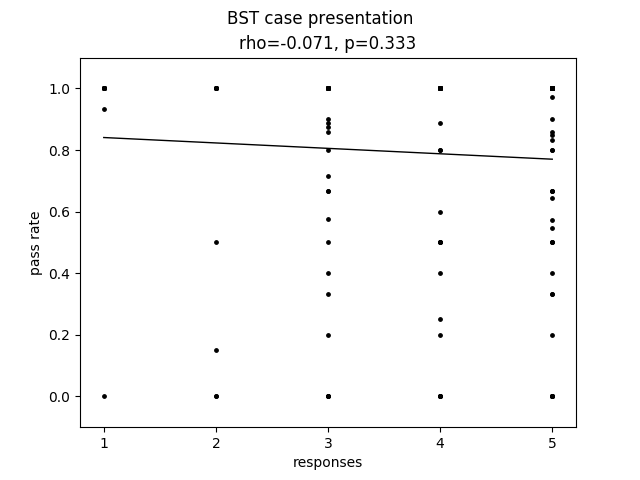 BST case presentation
rho=-0.071, p=0.333
1.0
0.8
0.6
0.4
0.2
0.0
pass rate
1 2 3 4 5
responses